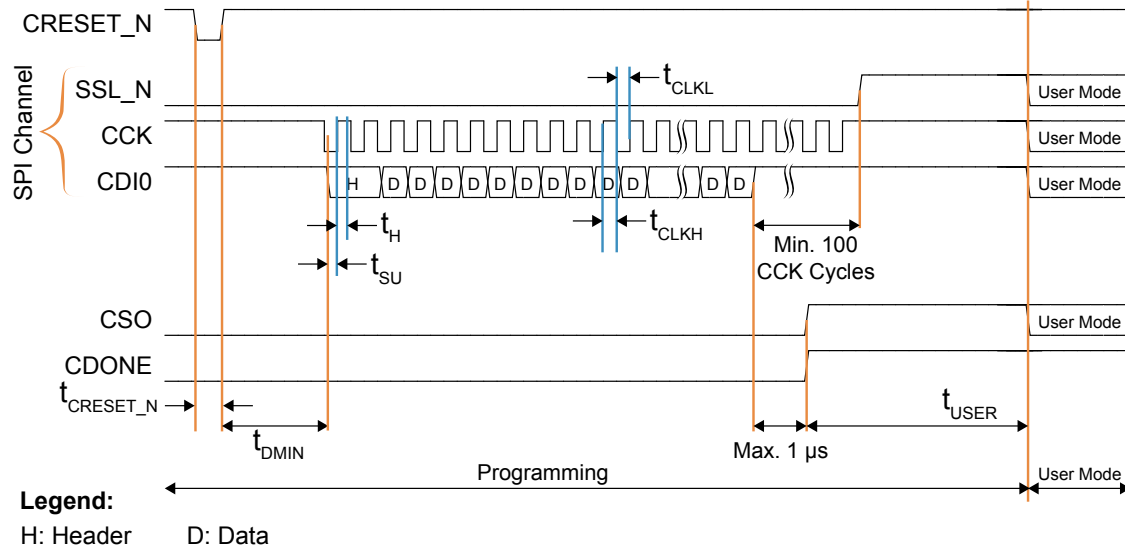 CRESET_N
SPI Channel
SSL_N
t_CLKL
User Mode
CCK
User Mode
CDI0
H D D D D D D D D D D D D
User Mode
t_H
t_CLKH
Min. 100
CCK Cycles
t_SU
CSO
User Mode
CDONE
t_CRESET_N
t_USER
t_DMIN
Max. 1 µs
Programming
User Mode
Legend:
H: Header D: Data